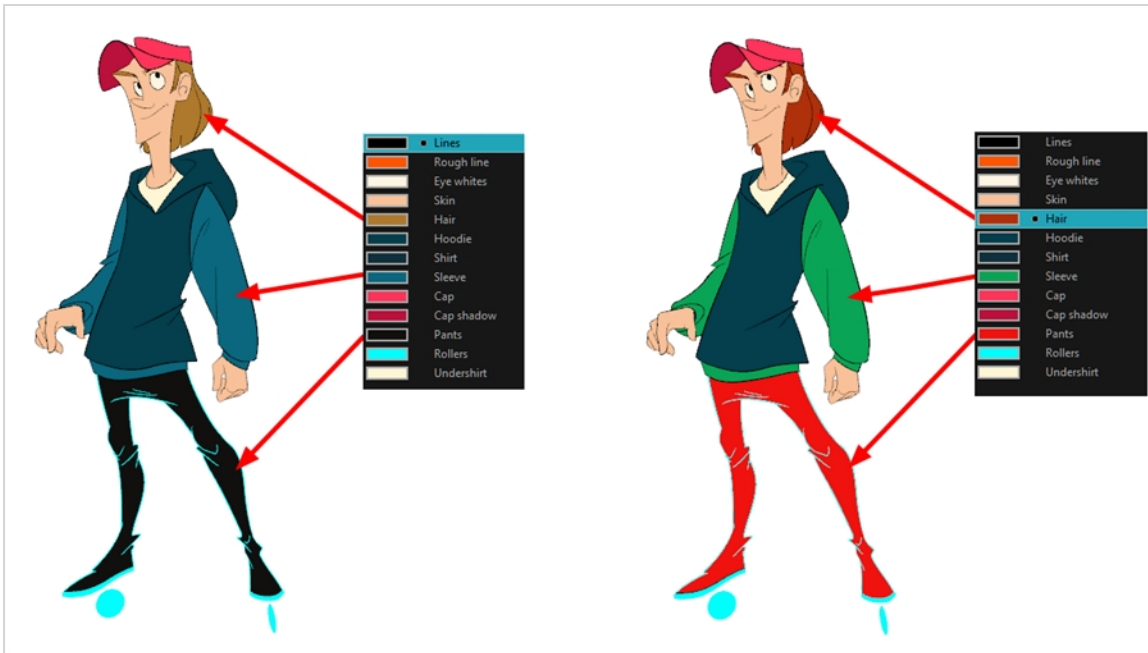 Lines
Rough line
Eye whites
Skin
Hair
Hoodie
Shirt
Sleeve
Cap
Cap shadow
Pants
Rollers
Undershirt
Lines
Rough line
Eye whites
Skin
Hair
Hoodie
Shirt
Sleeve
Cap
Cap shadow
Pants
Rollers
Undershirt